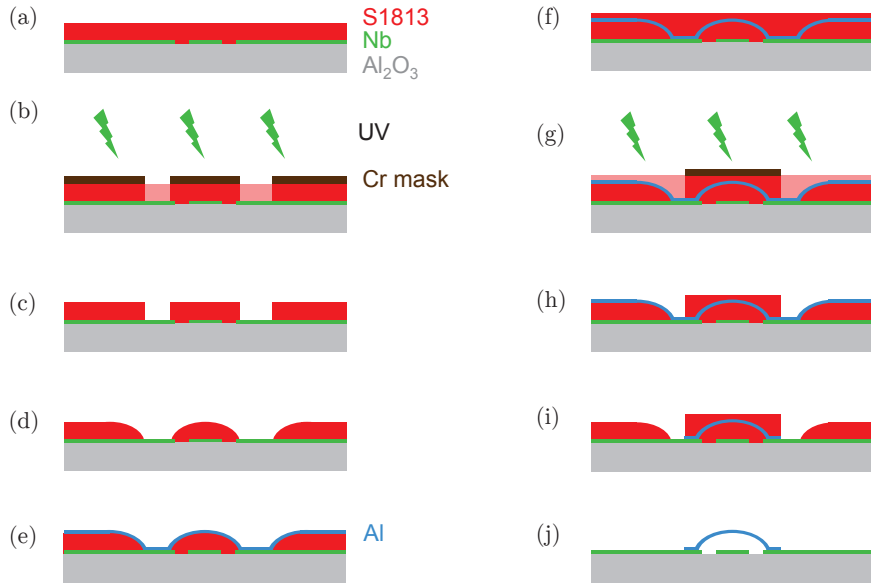 (a)
S1813
Nb
Al₂O₃
(b)
UV
Cr mask
(c)
(d)
(e)
Al
(f)
(g)
(h)
(i)
(j)